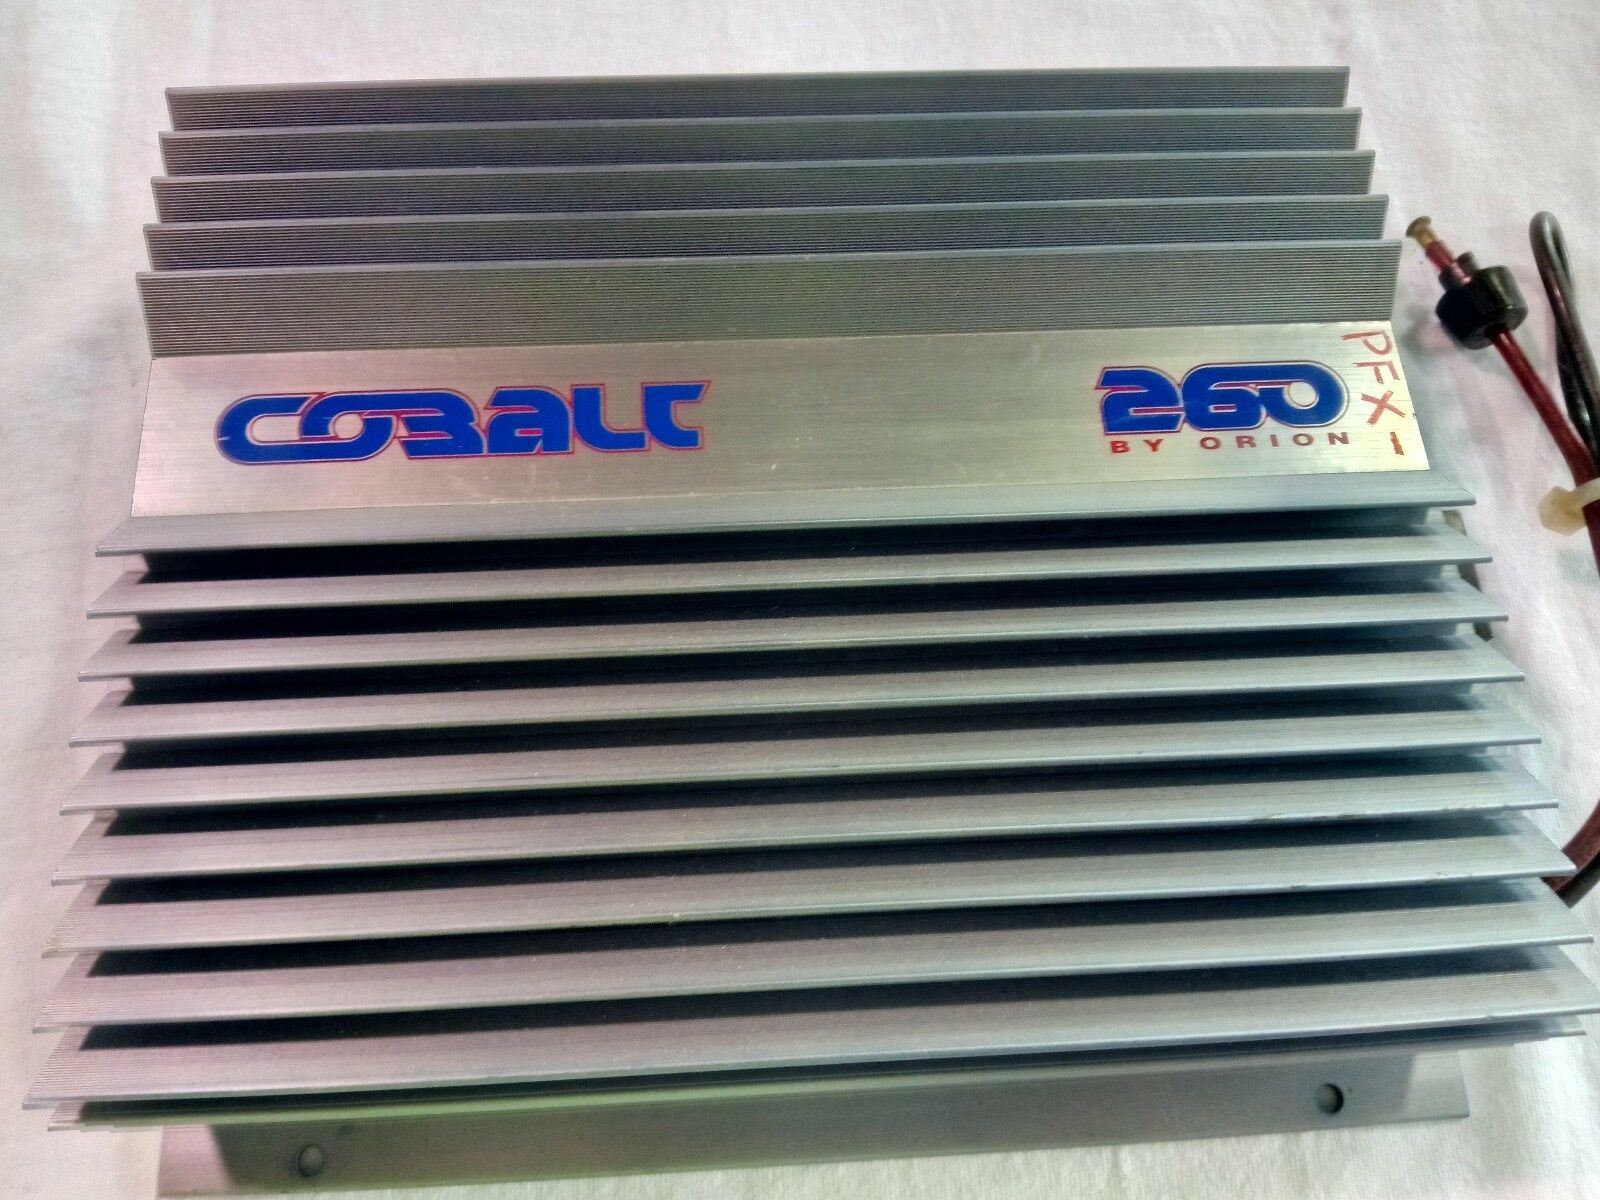 COBALT
260
BY ORION
PFX-